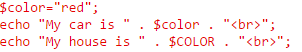 $color="red";
echo "My car is " . $color . "<br>";
echo "My house is " . $COLOR . "<br>";